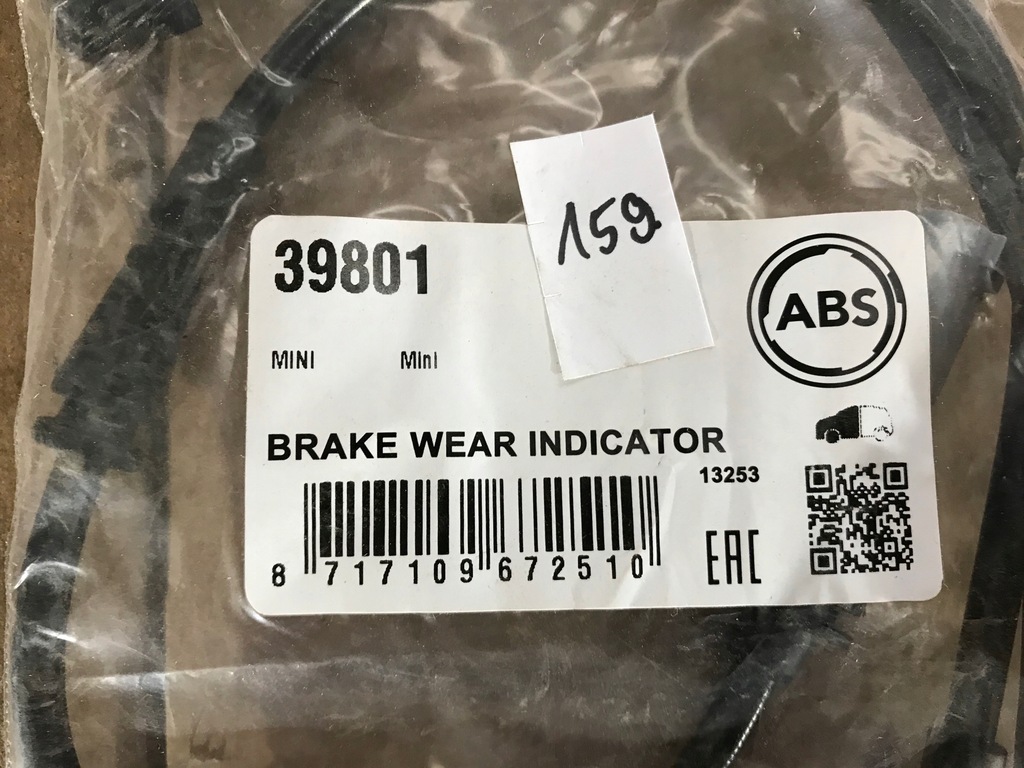 159
39801
ABS
MINI MinI
BRAKE WEAR INDICATOR
13253
8 717109 672510
EAC